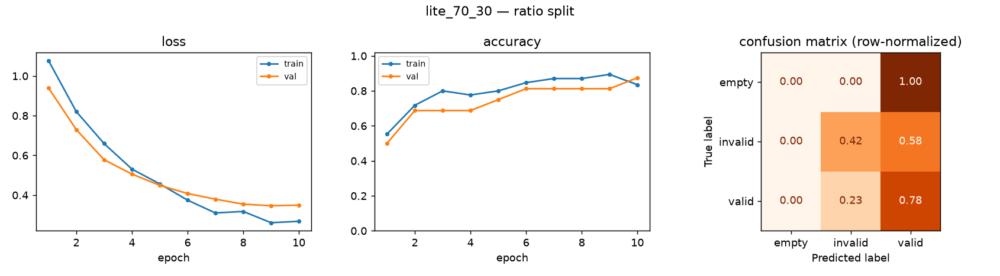 lite_70_30 — ratio split
loss
train
val
1.0
0.8
0.6
0.4
2 4 6 8 10
epoch
accuracy
train
val
1.0
0.8
0.6
0.4
0.2
0.0
2 4 6 8 10
epoch
confusion matrix (row-normalized)
True label
empty 0.00 0.00 1.00
invalid 0.00 0.42 0.58
valid 0.00 0.23 0.78
empty invalid valid
Predicted label